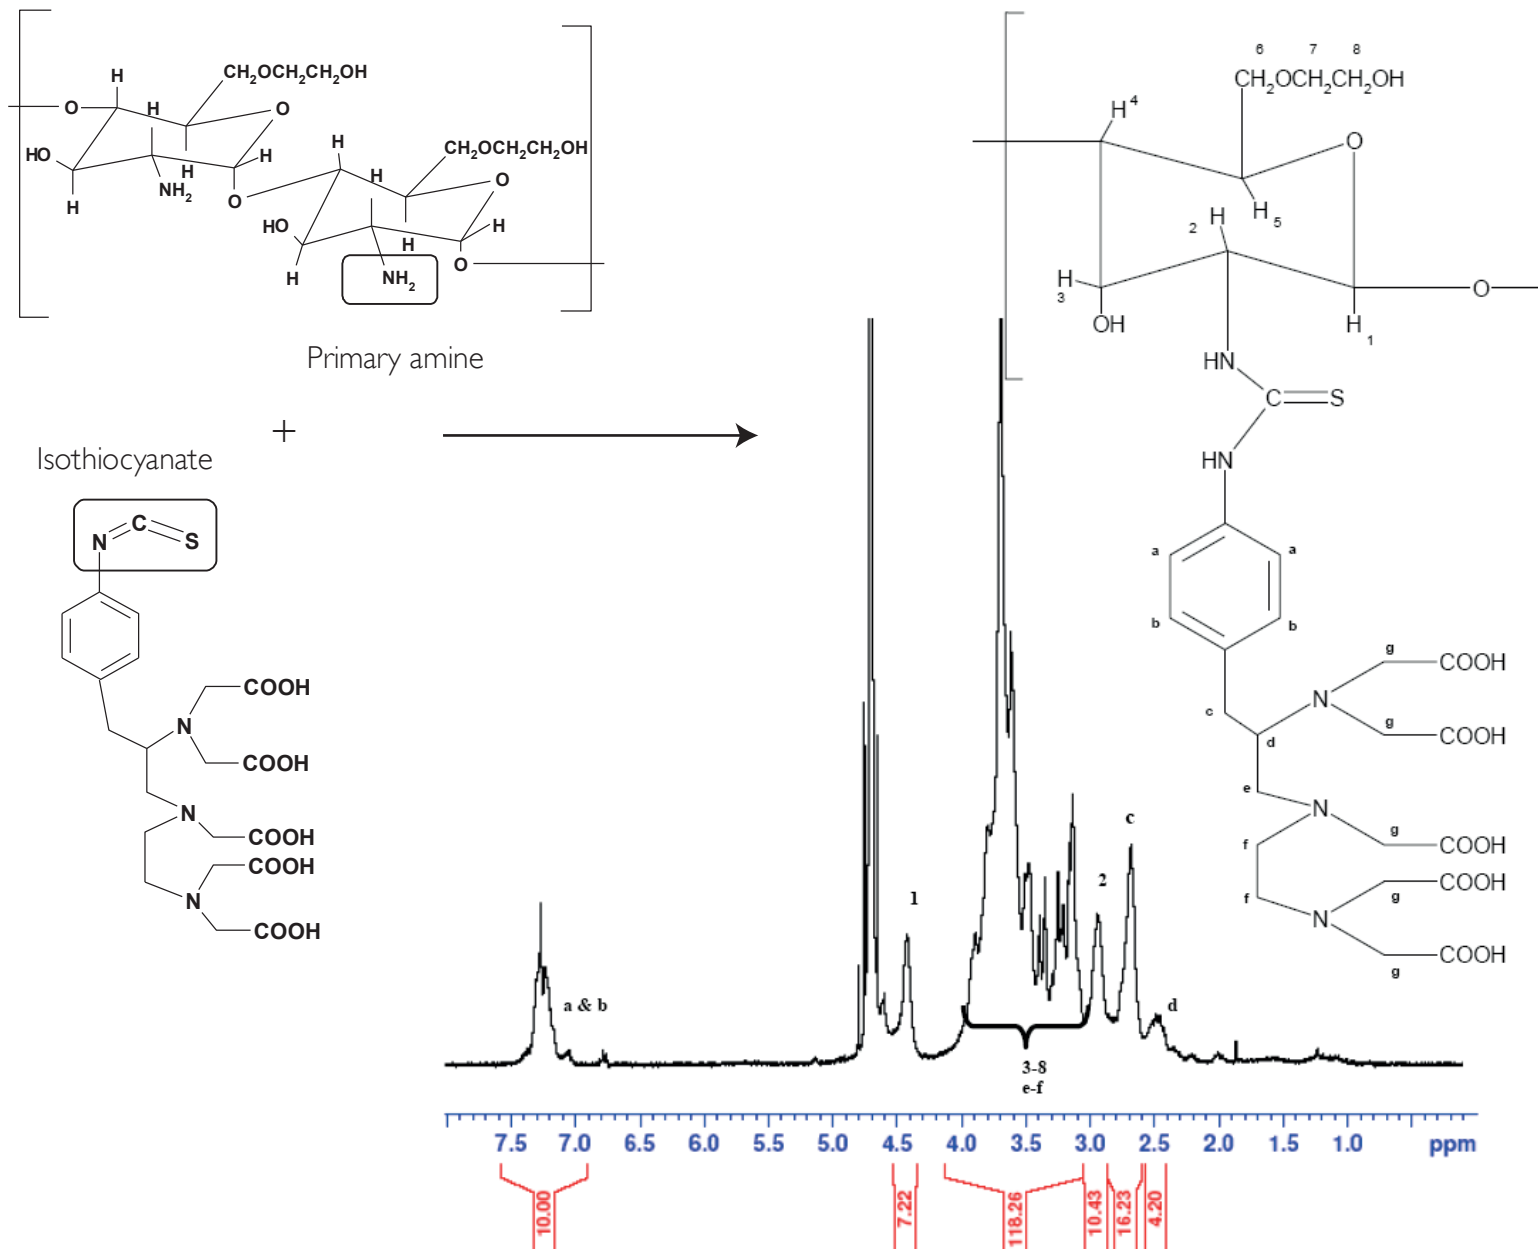 H
CH2OCH2CH2OH
O
H
O
HO
H
H
NH2
H
O
H
CH2OCH2CH2OH
H
O
HO
H
H
H
NH2
O
Primary amine
+
Isothiocyanate
N
C
S
COOH
N
COOH
N
COOH
COOH
N
COOH
6 7 8
CH2OCH2CH2OH
H 4
O
H 5
2 H
H
3
OH
O
H
1
HN
C
S
HN
a
a
b
b
g
COOH
N
g
COOH
c
d
e
N
g
COOH
f
g
COOH
f
N
g
COOH
a & b
1
2
c
d
3-8
e-f
7.5 7.0 6.5 6.0 5.5 5.0 4.5 4.0 3.5 3.0 2.5 2.0 1.5 1.0 ppm
10.00
7.22
118.26
10.43
16.23
4.20